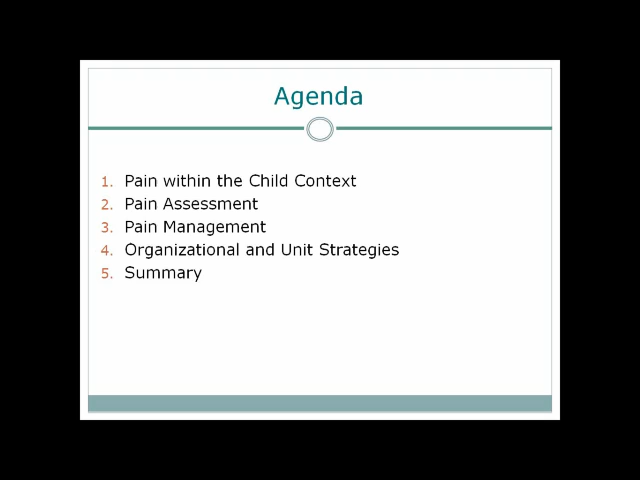 Agenda
1. Pain within the Child Context
2. Pain Assessment
3. Pain Management
4. Organizational and Unit Strategies
5. Summary